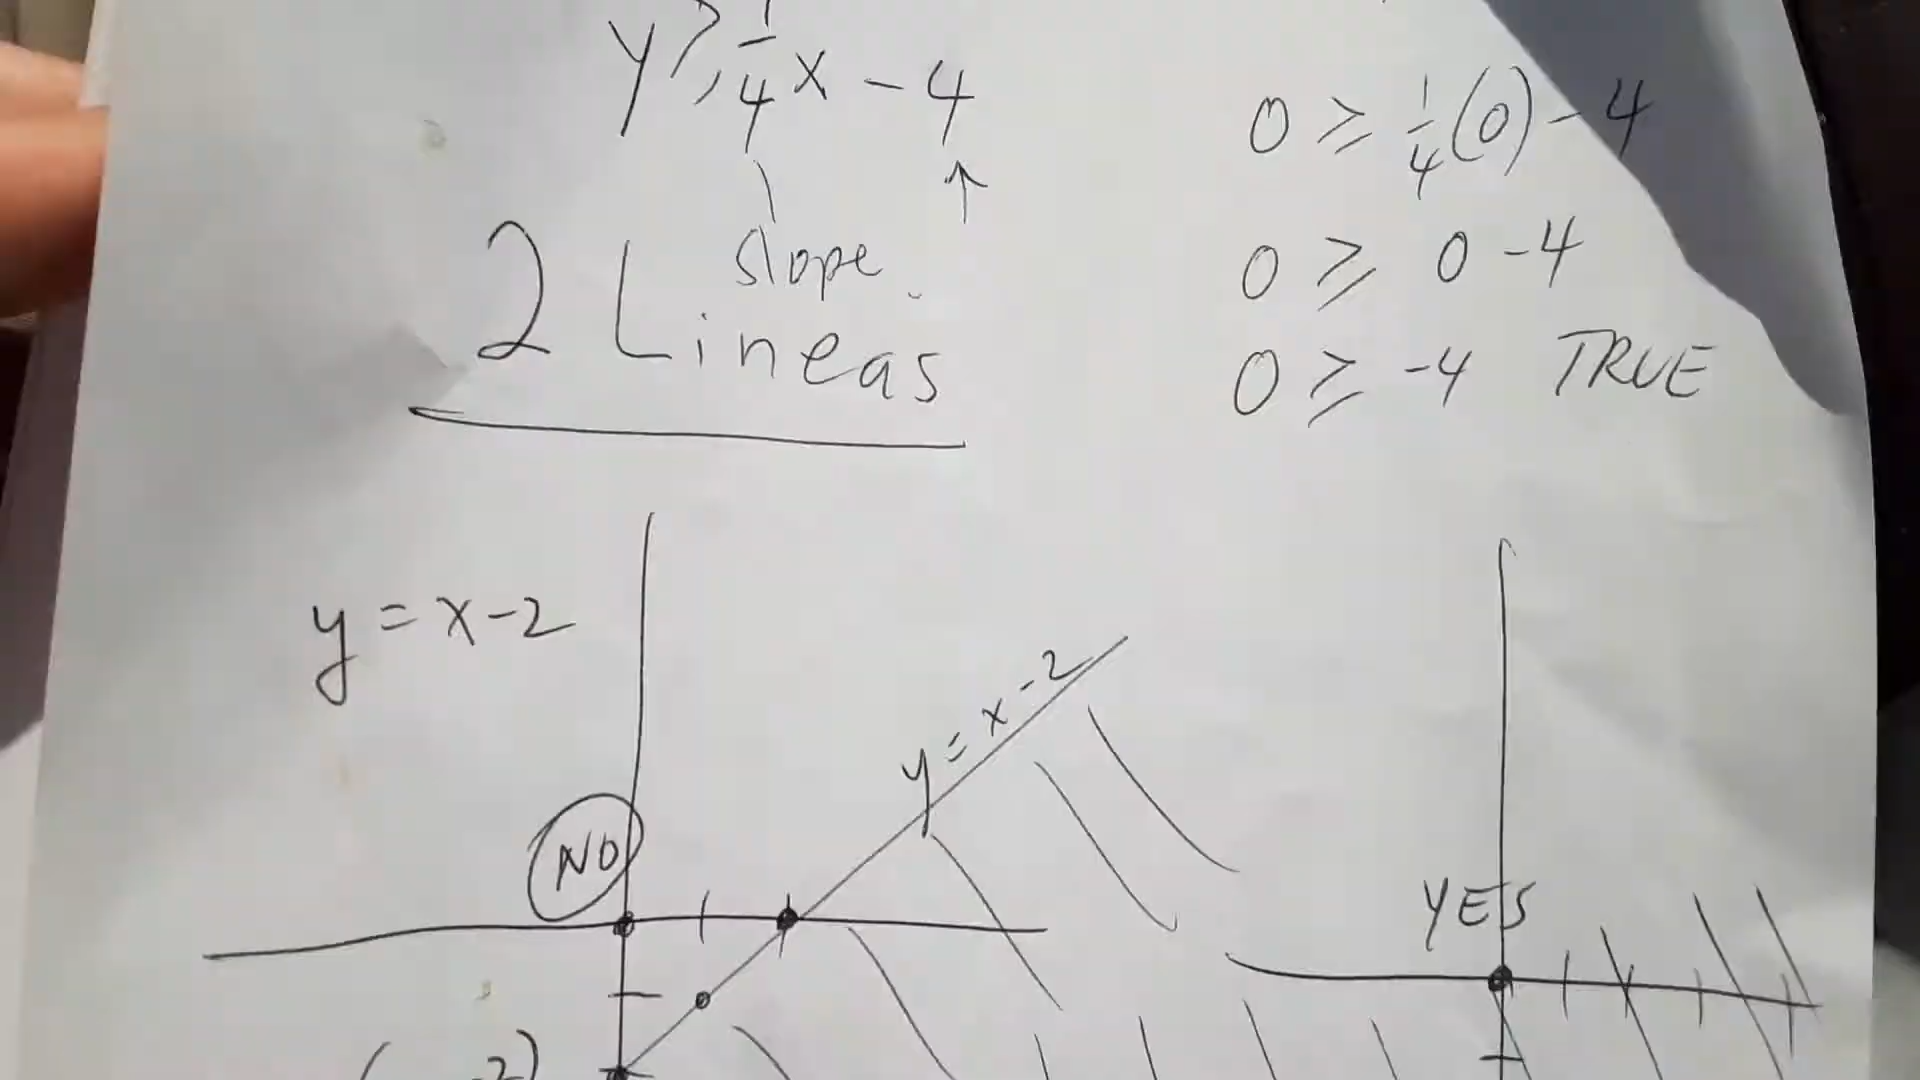 y ≥ 1/4 x - 4
slope
2 Lineas
0 ≥ 1/4 (0) - 4
0 ≥ 0 - 4
0 ≥ -4 TRUE
y = x - 2
y = x - 2
NO
YES